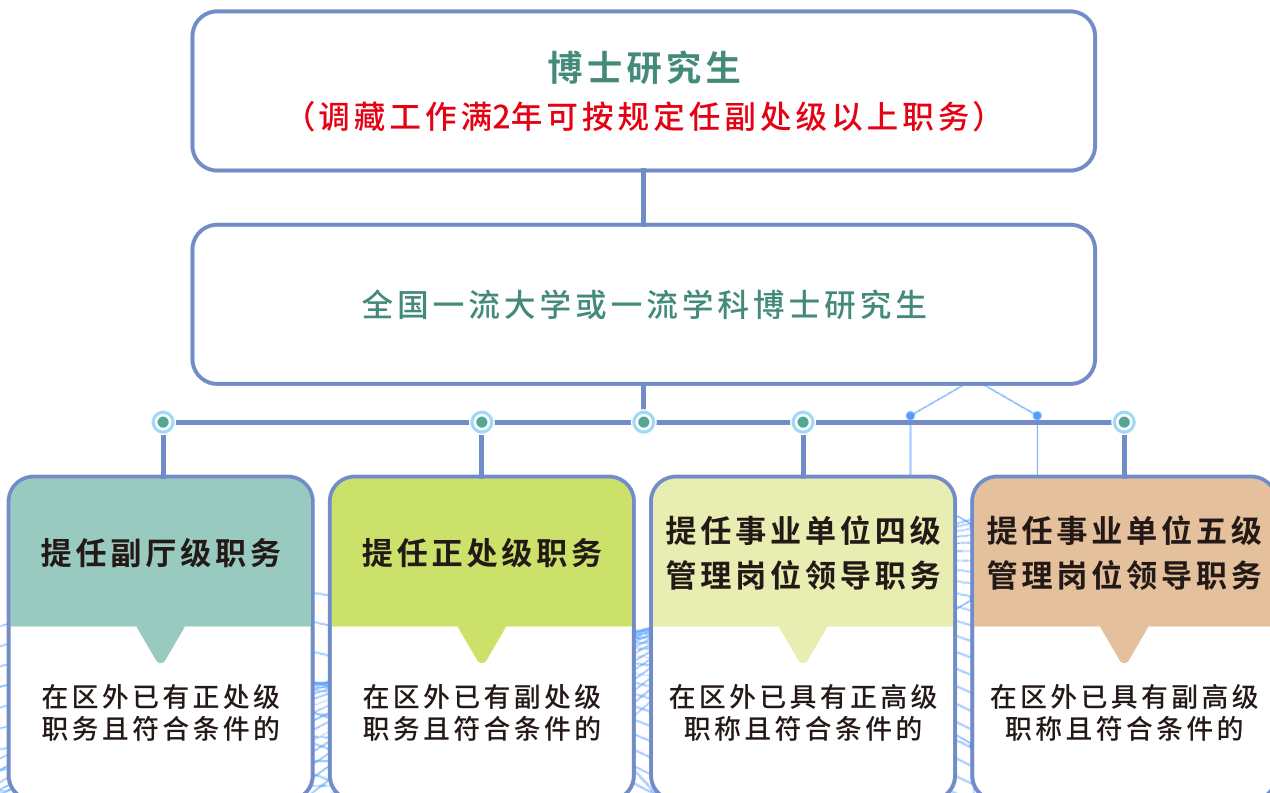 博士研究生
（调藏工作满2年可按规定任副处级以上职务）
全国一流大学或一流学科博士研究生
提任副厅级职务
在区外已有正处级
职务且符合条件的
提任正处级职务
在区外已有副处级
职务且符合条件的
提任事业单位四级
管理岗位领导职务
在区外已具有正高级
职称且符合条件的
提任事业单位五级
管理岗位领导职务
在区外已具有副高级
职称且符合条件的